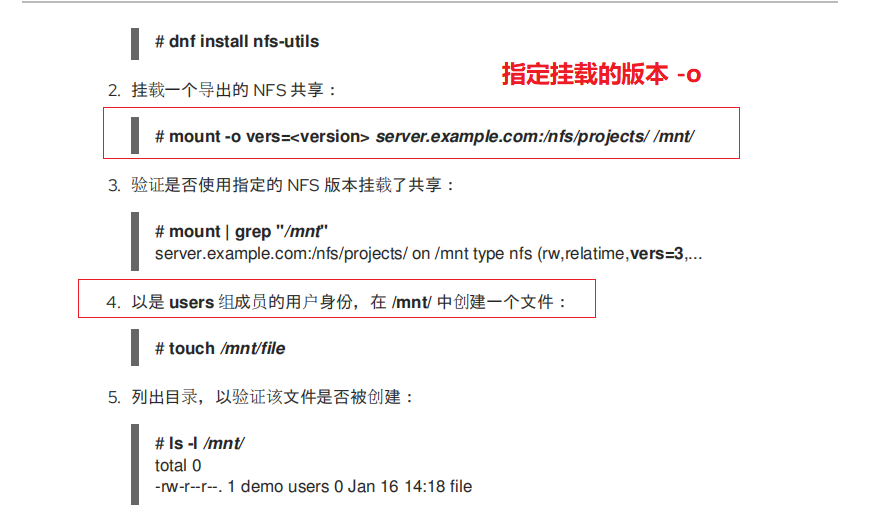 # dnf install nfs-utils
指定挂载的版本 -o
2. 挂载一个导出的 NFS 共享：
# mount -o vers=<version> server.example.com:/nfs/projects/ /mnt/
3. 验证是否使用指定的 NFS 版本挂载了共享：
# mount | grep "/mnt"
server.example.com:/nfs/projects/ on /mnt type nfs (rw,relatime,vers=3,...
4. 以是 users 组成员的用户身份，在 /mnt/ 中创建一个文件：
# touch /mnt/file
5. 列出目录，以验证该文件是否被创建：
# ls -l /mnt/
total 0
-rw-r--r--. 1 demo users 0 Jan 16 14:18 file